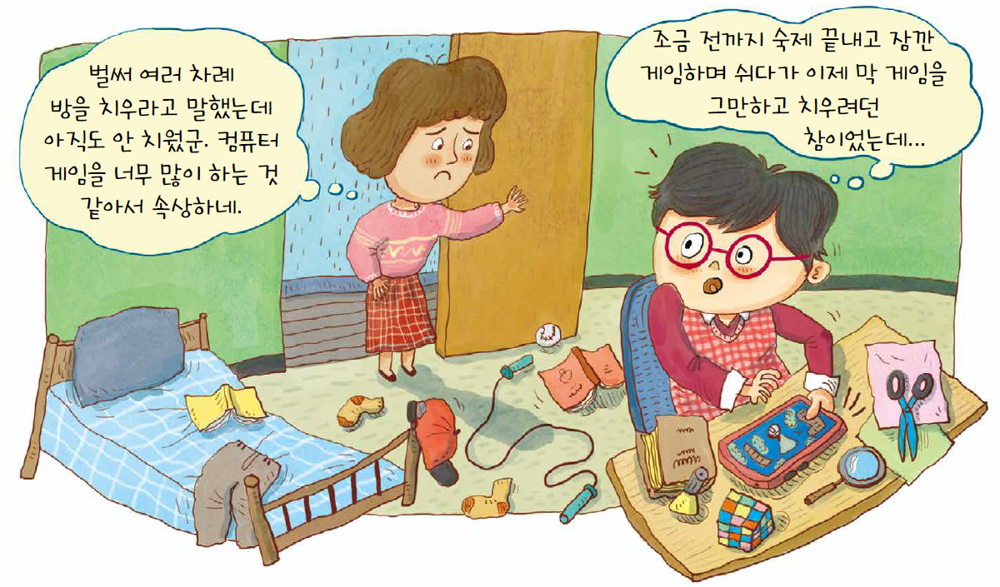 벌써 여러 차례
방을 치우라고 말했는데
아직도 안 치웠군. 컴퓨터
게임을 너무 많이 하는 것
같아서 속상하네.
조금 전까지 숙제 끝내고 잠깐
게임하며 쉬다가 이제 막 게임을
그만하고 치우려던
참이었는데...